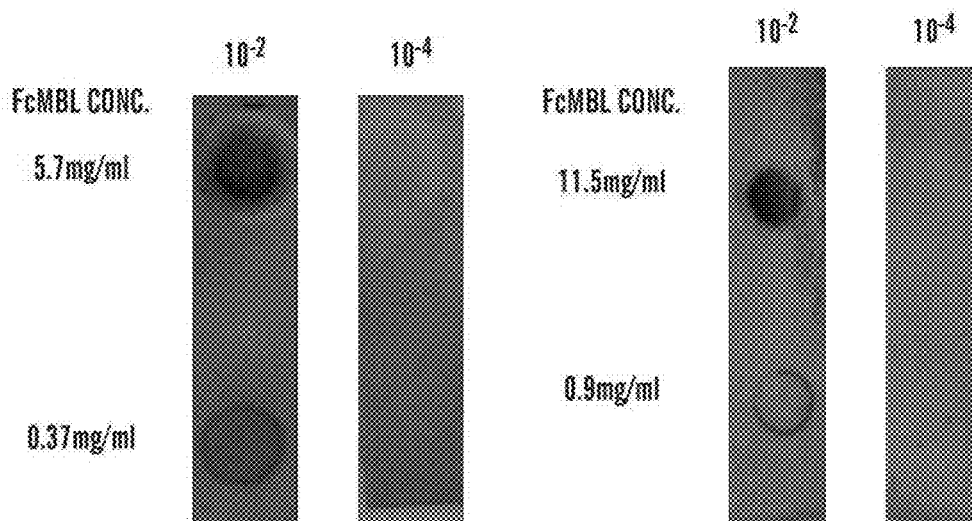 10-2
10-4
FcMBL CONC.
5.7mg/ml
0.37mg/ml
10-2
10-4
FcMBL CONC.
11.5mg/ml
0.9mg/ml